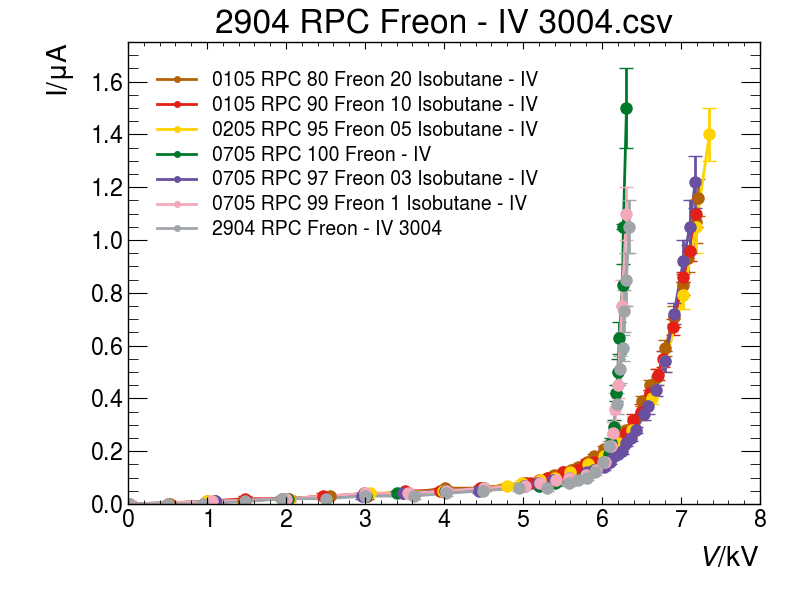 2904 RPC Freon - IV 3004.csv
I/μA
0105 RPC 80 Freon 20 Isobutane - IV
0105 RPC 90 Freon 10 Isobutane - IV
0205 RPC 95 Freon 05 Isobutane - IV
0705 RPC 100 Freon - IV
0705 RPC 97 Freon 03 Isobutane - IV
0705 RPC 99 Freon 1 Isobutane - IV
2904 RPC Freon - IV 3004
1.6
1.4
1.2
1.0
0.8
0.6
0.4
0.2
0.0
0 1 2 3 4 5 6 7 8
V/kV